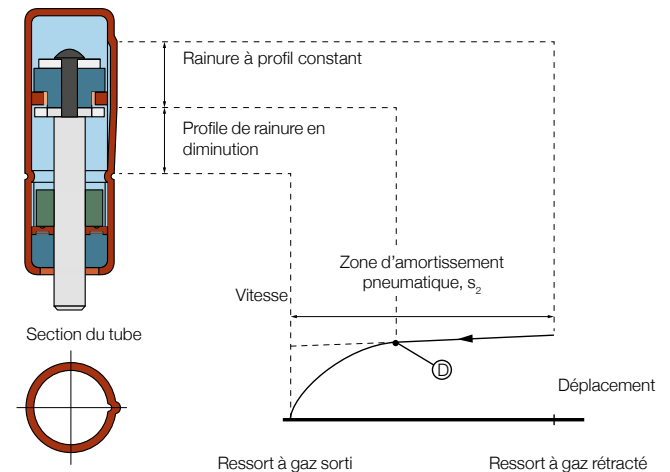 Rainure à profil constant
Profile de rainure en
diminution
Zone d'amortissement
pneumatique, s₂
Vitesse
Section du tube
D
Déplacement
Ressort à gaz sorti
Ressort à gaz rétracté